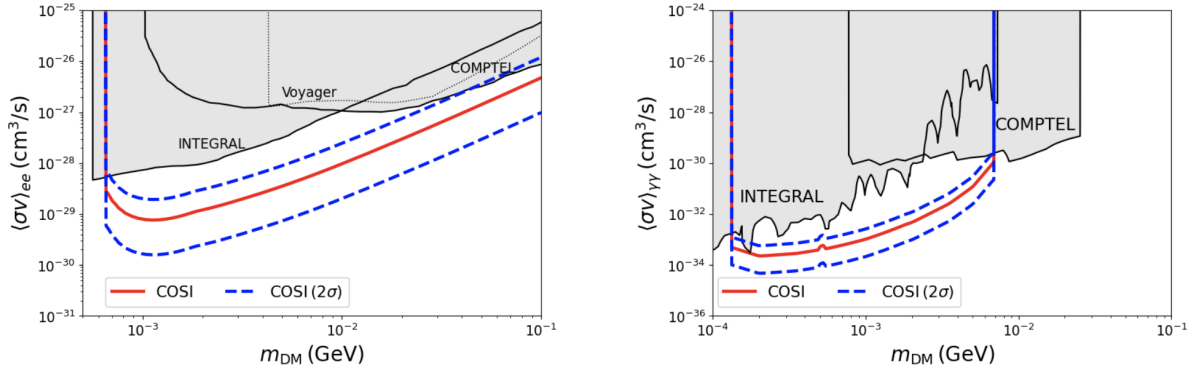 10⁻²⁵
10⁻²⁶
10⁻²⁷
10⁻²⁸
10⁻²⁹
10⁻³⁰
10⁻³¹
⟨σv⟩ₑₑ (cm³/s)
COMPTEL
Voyager
INTEGRAL
COSI
COSI (2σ)
10⁻³
10⁻²
10⁻¹
m_DM (GeV)
10⁻²⁴
10⁻²⁶
10⁻²⁸
10⁻³⁰
10⁻³²
10⁻³⁴
10⁻³⁶
⟨σv⟩_γγ (cm³/s)
COMPTEL
INTEGRAL
COSI
COSI (2σ)
10⁻⁴
10⁻³
10⁻²
10⁻¹
m_DM (GeV)